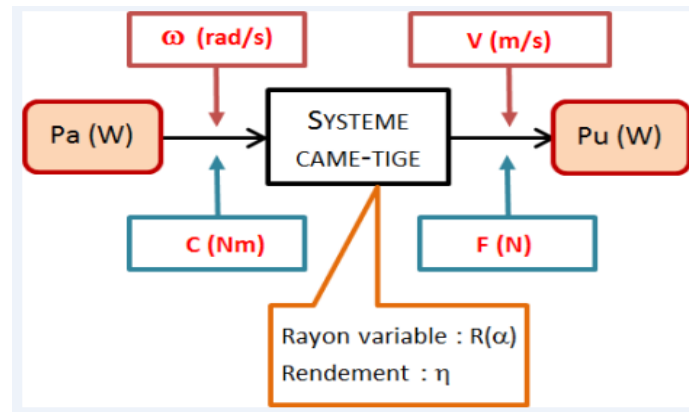 ω (rad/s)
V (m/s)
Pa (W)
SYSTEME
CAME-TIGE
Pu (W)
C (Nm)
F (N)
Rayon variable : R(α)
Rendement : η